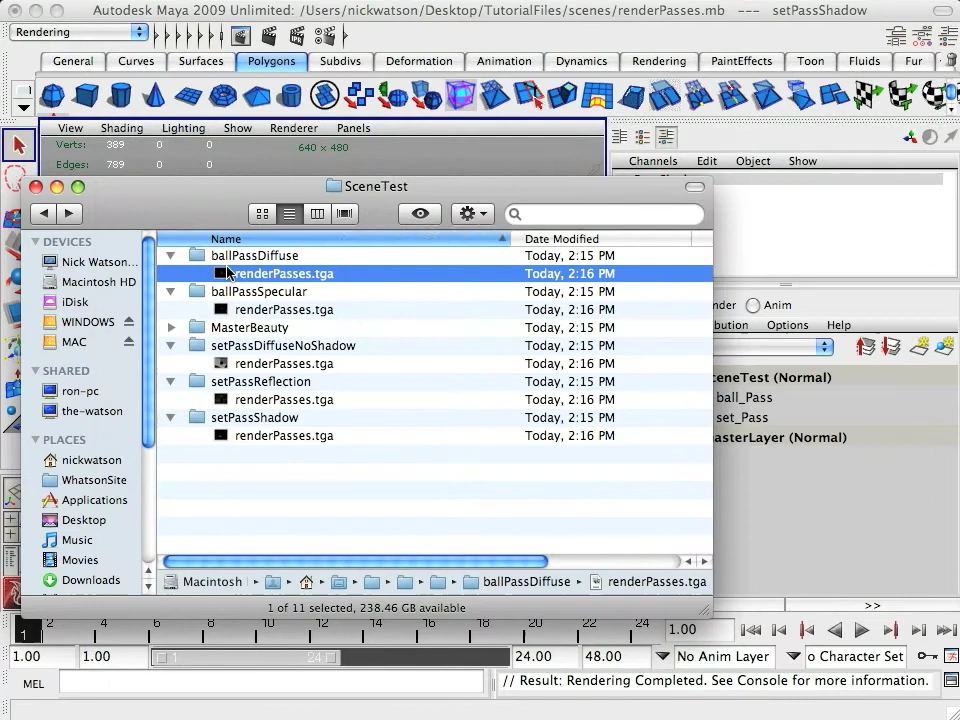 Autodesk Maya 2009 Unlimited: /Users/nickwatson/Desktop/TutorialFiles/scenes/renderPasses.mb --- setPassShadow
Rendering
General Curves Surfaces Polygons Subdivs Deformation Animation Dynamics Rendering PaintEffects Toon Fluids Fur
View Shading Lighting Show Renderer Panels
Verts: 389 0 0
640 × 480
Edges: 789 0 0
Channels Edit Object Show
SceneTest
Name Date Modified
DEVICES
Nick Watson...
Macintosh HD
iDisk
WINDOWS
MAC
SHARED
ron-pc
the-watson
PLACES
nickwatson
WhatsonSite
Applications
Desktop
Music
Movies
Downloads
ballPassDiffuse Today, 2:15 PM
renderPasses.tga Today, 2:16 PM
ballPassSpecular Today, 2:15 PM
renderPasses.tga Today, 2:16 PM
MasterBeauty Today, 2:15 PM
setPassDiffuseNoShadow Today, 2:15 PM
renderPasses.tga Today, 2:16 PM
setPassReflection Today, 2:15 PM
renderPasses.tga Today, 2:16 PM
setPassShadow Today, 2:15 PM
renderPasses.tga Today, 2:16 PM
Macintosh ballPassDiffuse renderPasses.tga
1 of 11 selected, 238.46 GB available
nder Anim
bution Options Help
ceneTest (Normal)
ball_Pass
set_Pass
asterLayer (Normal)
>>
1 2 4 6 8 10 12 14 16 18 20 22 24 1.00
1.00 1.00 1 24 24.00 48.00 No Anim Layer o Character Set
MEL // Result: Rendering Completed. See Console for more information.